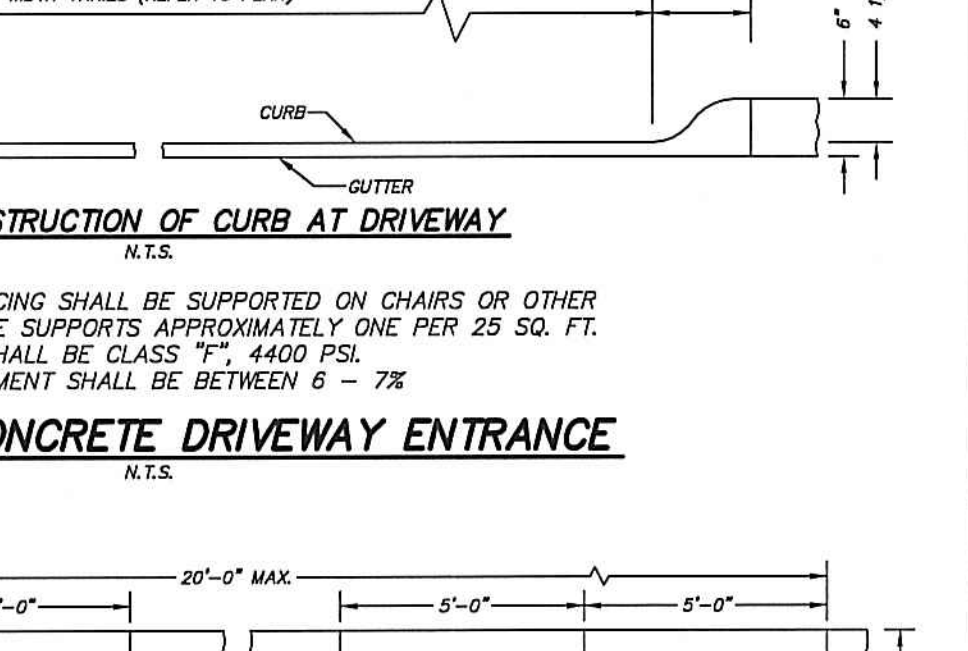 6"
CURB
GUTTER
STRUCTION OF CURB AT DRIVEWAY
N.T.S.
CING SHALL BE SUPPORTED ON CHAIRS OR OTHER
E SUPPORTS APPROXIMATELY ONE PER 25 SQ. FT.
HALL BE CLASS "F", 4400 PSI.
MENT SHALL BE BETWEEN 6 – 7%
ONCRETE DRIVEWAY ENTRANCE
N.T.S.
20'–0" MAX.
'–0" 5'–0" 5'–0"